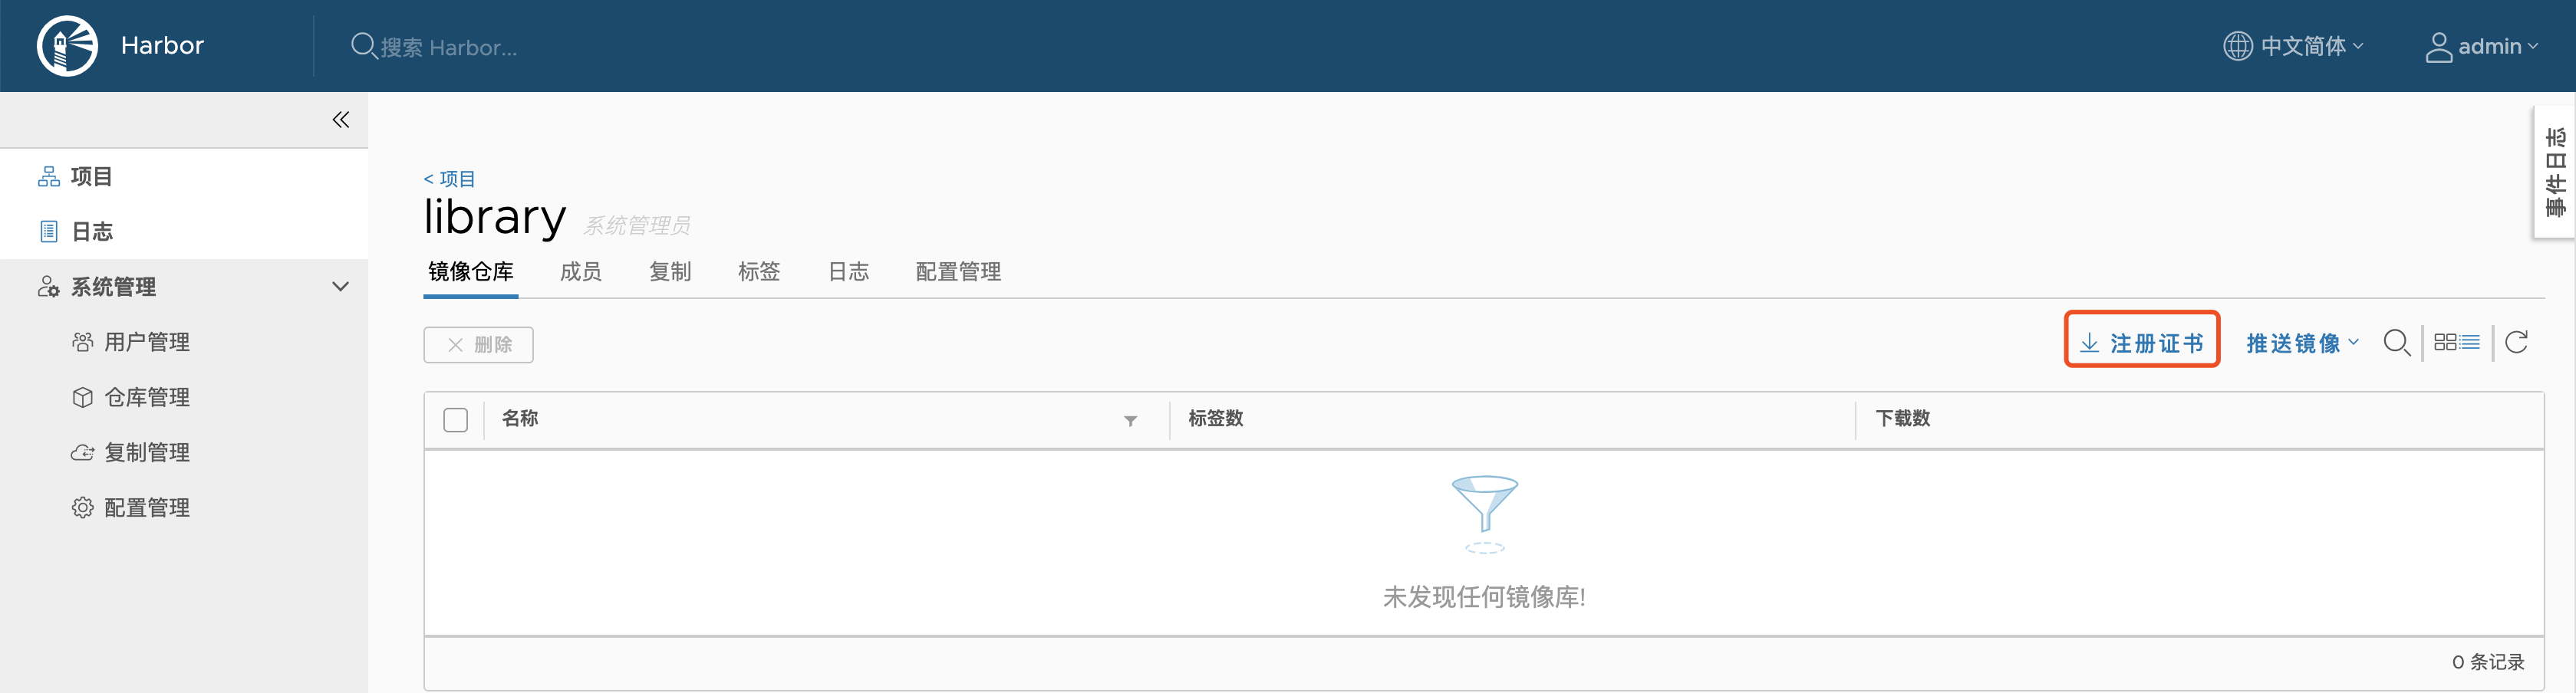 Harbor
搜索 Harbor...
中文简体
admin
事件日志
项目
日志
系统管理
用户管理
仓库管理
复制管理
配置管理
< 项目
library 系统管理员
镜像仓库 成员 复制 标签 日志 配置管理
删除
注册证书 推送镜像
名称 标签数 下载数
未发现任何镜像库!
0 条记录